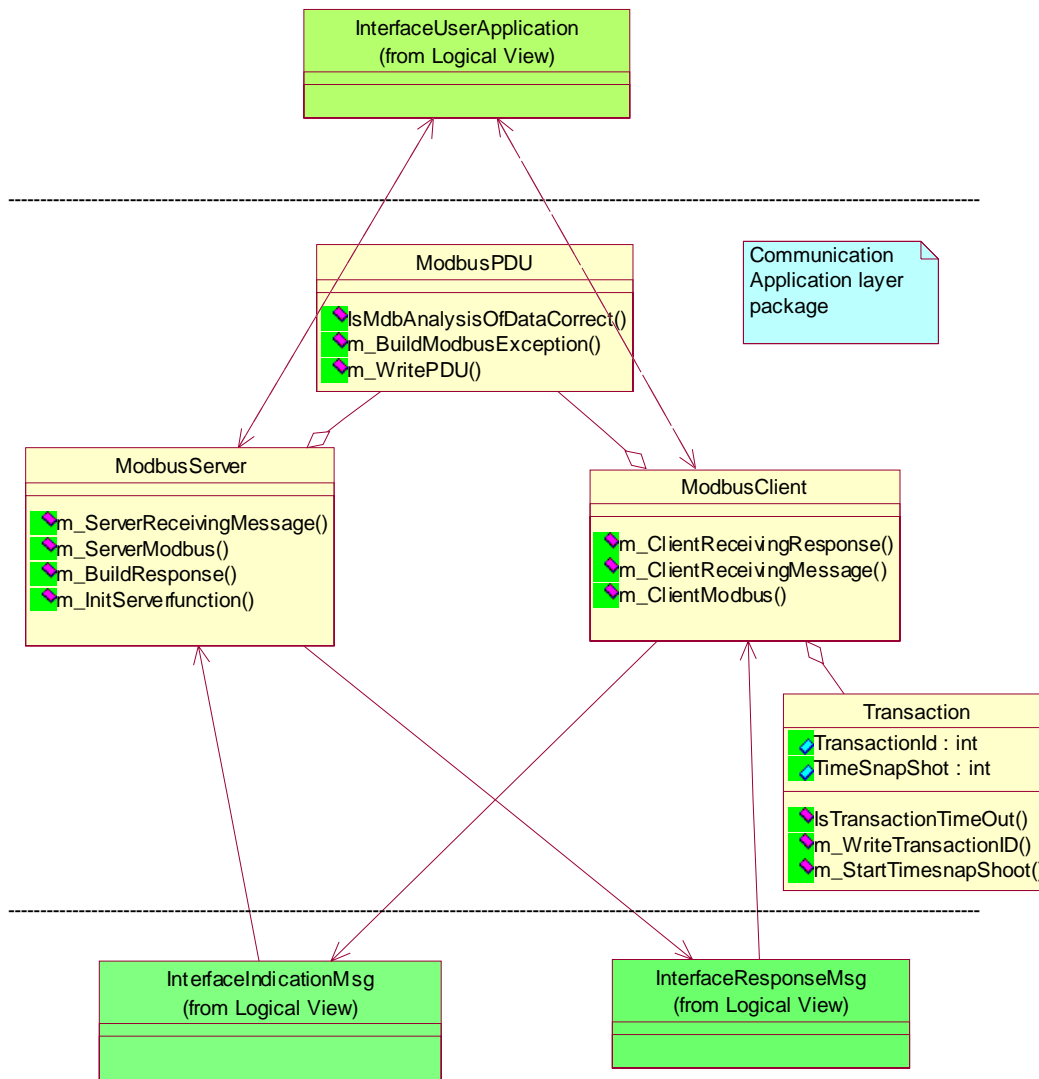 InterfaceUserApplication
(from Logical View)
ModbusPDU
IsMdbAnalysisOfDataCorrect()
m_BuildModbusException()
m_WritePDU()
Communication
Application layer
package
ModbusServer
m_ServerReceivingMessage()
m_ServerModbus()
m_BuildResponse()
m_InitServerfunction()
ModbusClient
m_ClientReceivingResponse()
m_ClientReceivingMessage()
m_ClientModbus()
Transaction
TransactionId : int
TimeSnapShot : int
IsTransactionTimeOut()
m_WriteTransactionID()
m_StartTimesnapShoot()
InterfaceIndicationMsg
(from Logical View)
InterfaceResponseMsg
(from Logical View)